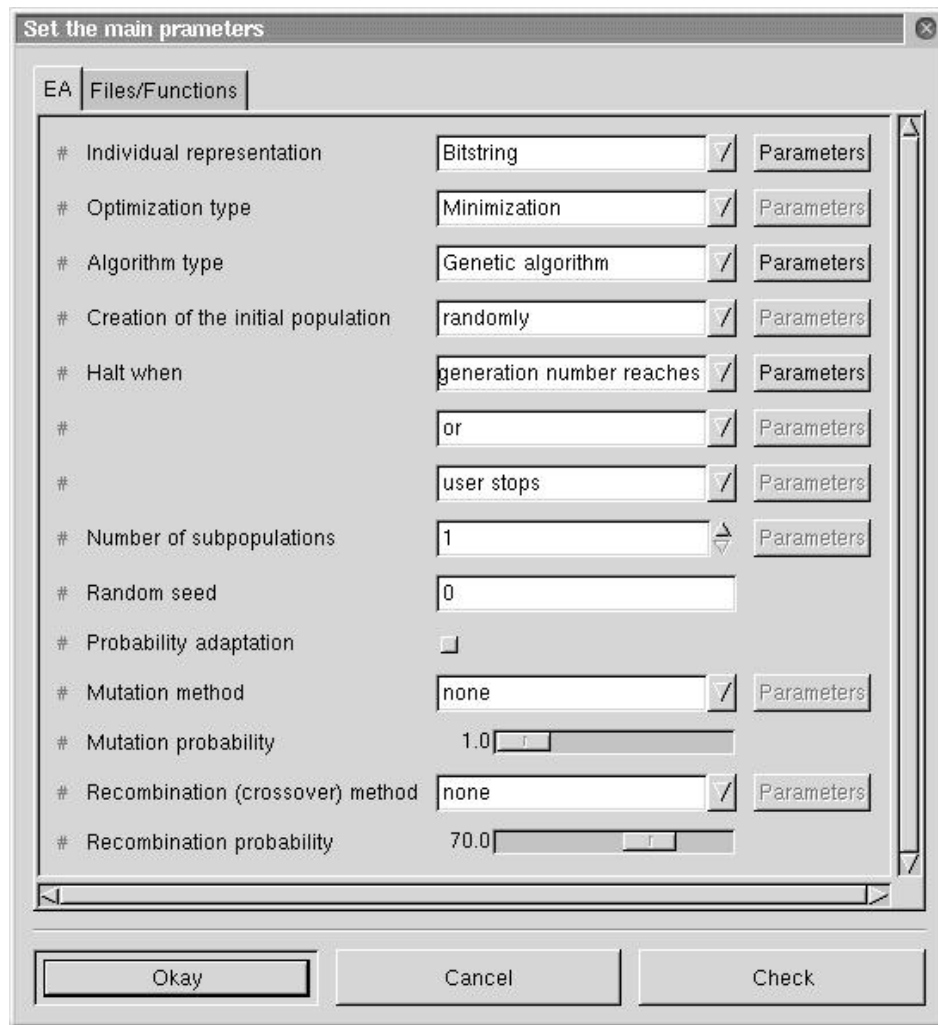 Set the main prameters
EA Files/Functions
# Individual representation Bitstring Parameters
# Optimization type Minimization Parameters
# Algorithm type Genetic algorithm Parameters
# Creation of the initial population randomly Parameters
# Halt when generation number reaches Parameters
# or Parameters
# user stops Parameters
# Number of subpopulations 1 Parameters
# Random seed 0
# Probability adaptation
# Mutation method none Parameters
# Mutation probability 1.0
# Recombination (crossover) method none Parameters
# Recombination probability 70.0
Okay Cancel Check